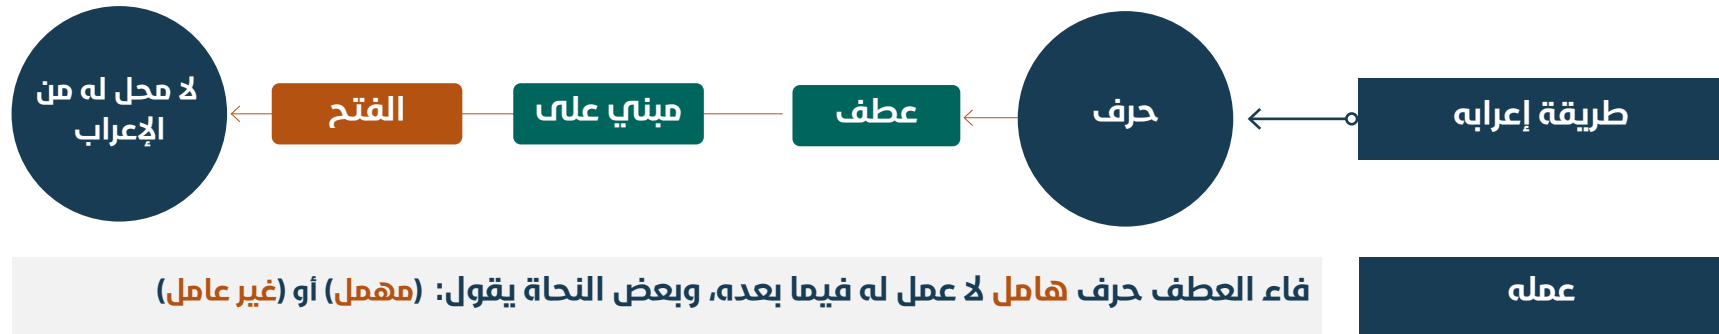 طريقة إعرابه
حرف
عطف
مبني على
الفتح
لا محل له من
الإعراب
عمله
فاء العطف حرف هامل لا عمل له فيما بعده، وبعض النحاة يقول: (مهمل) أو (غير عامل)